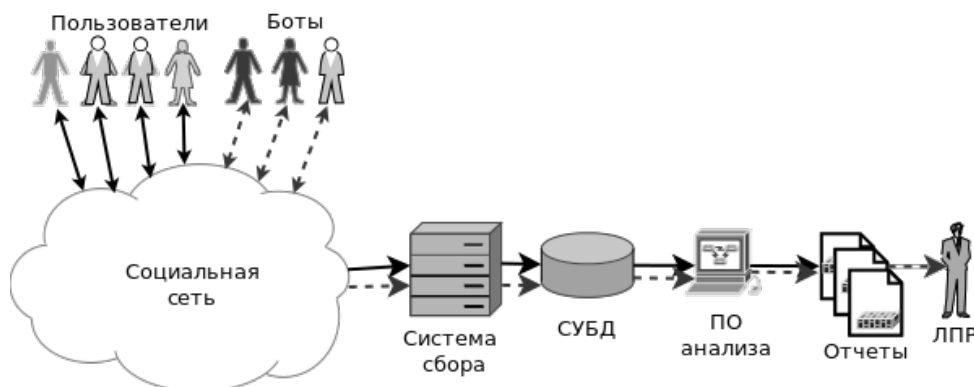 Пользователи
Боты
Социальная
сеть
Система
сбора
СУБД
ПО
анализа
Отчеты
ЛПР